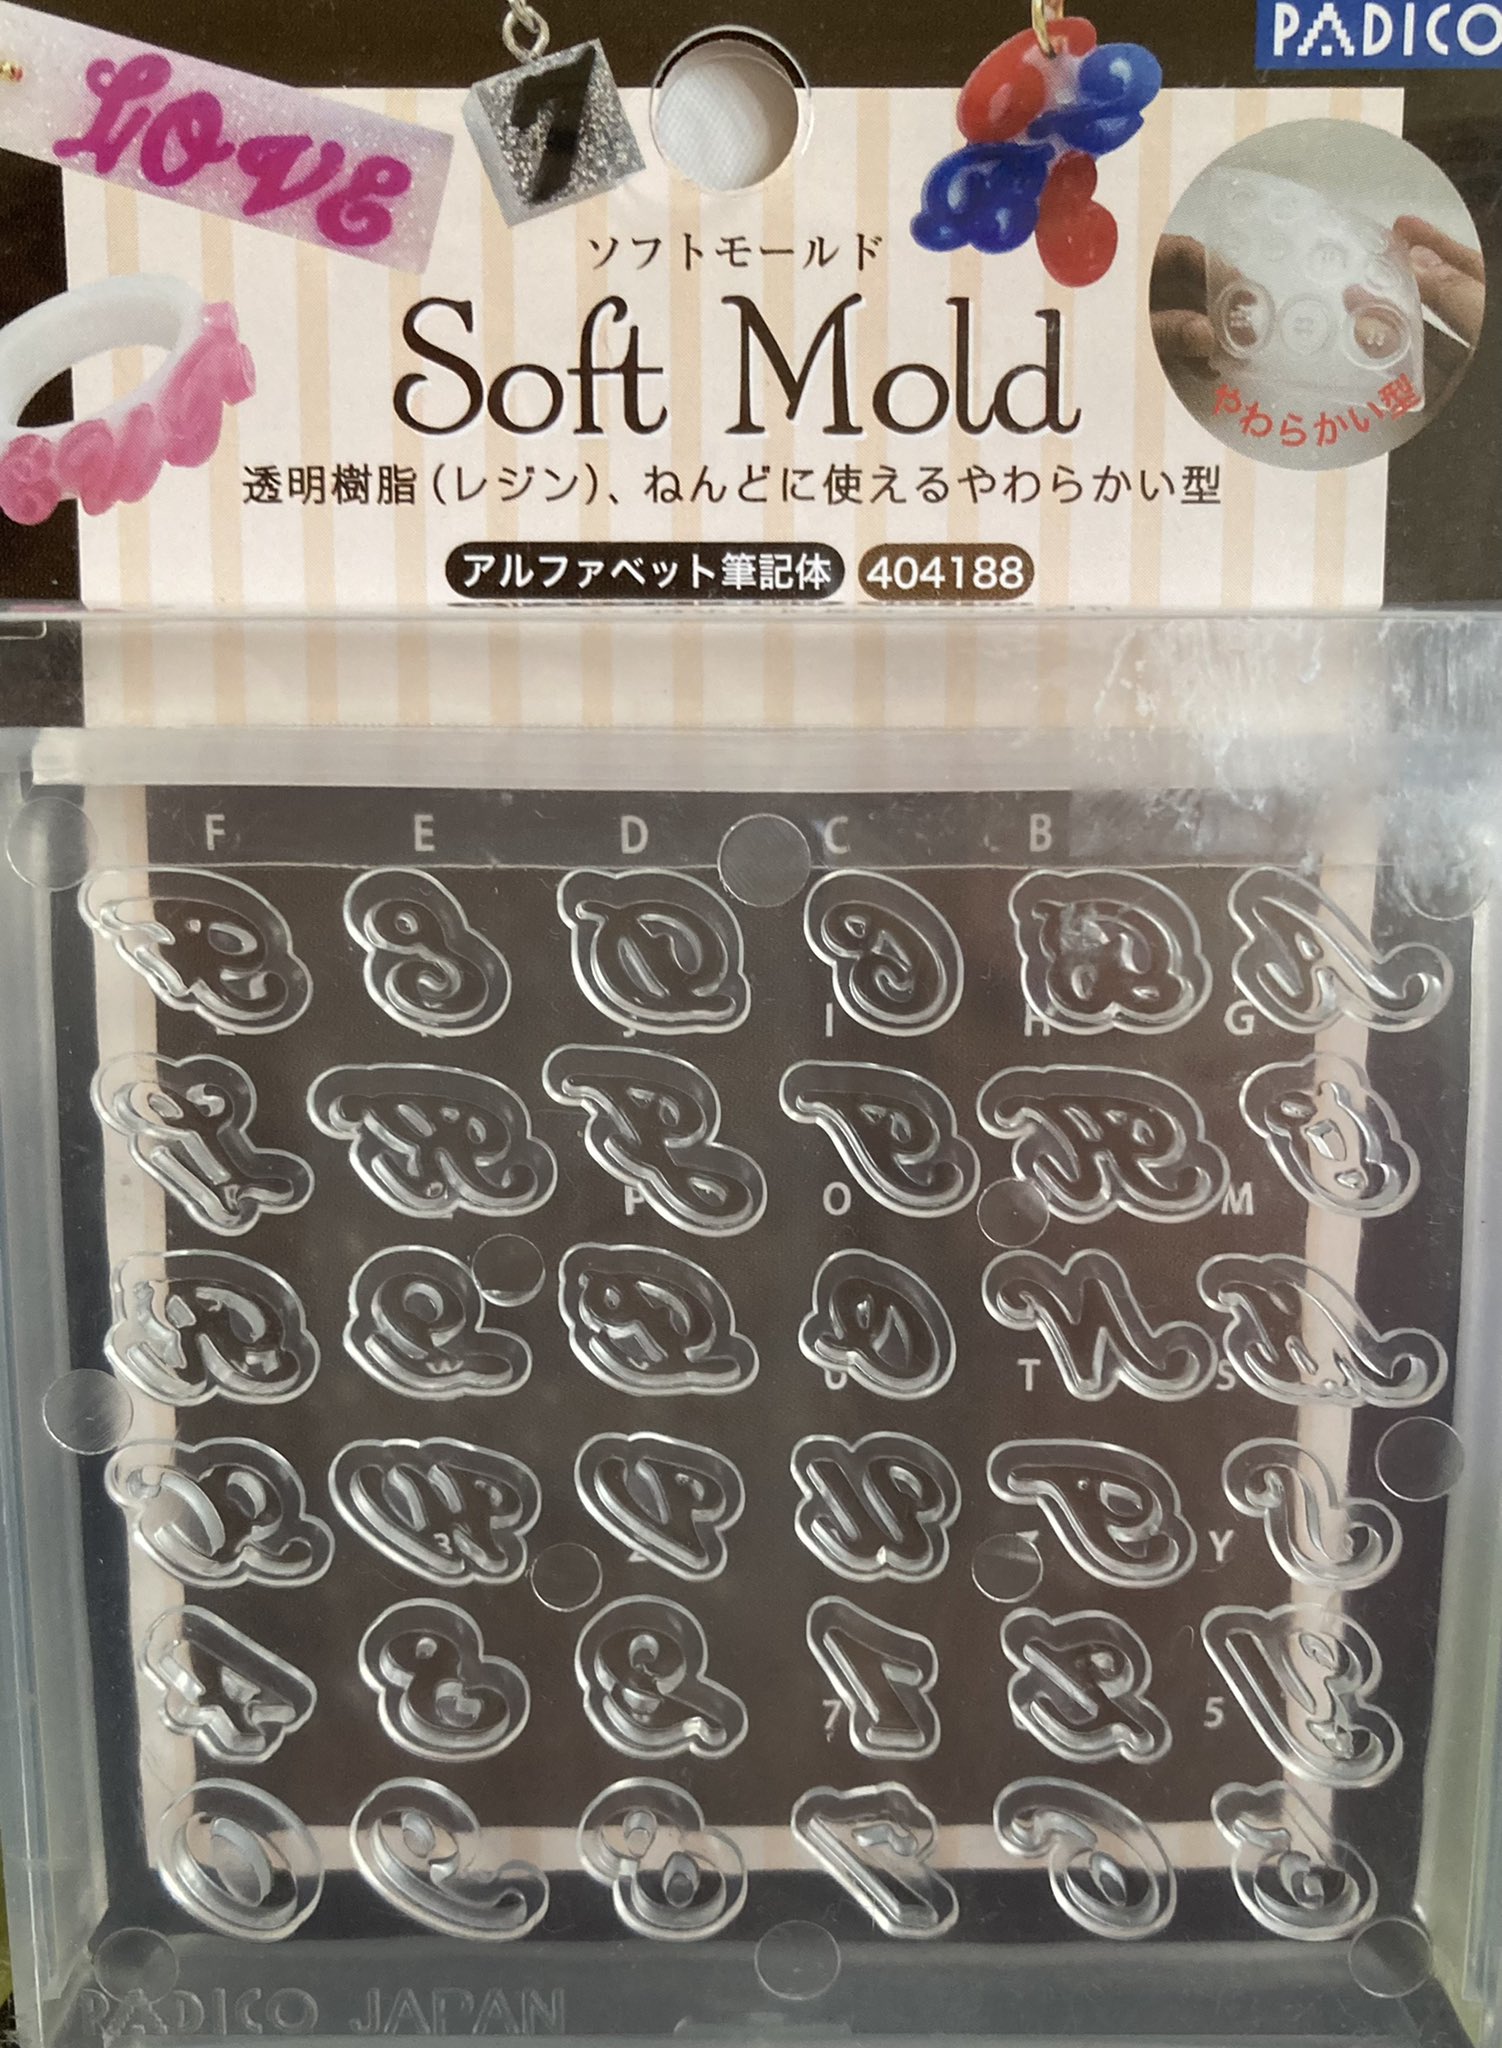 PADICO
LOVE
7
ソフトモールド
Soft Mold
やわらかい型
透明樹脂(レジン)、ねんどに使えるやわらかい型
アルファベット筆記体 404188
F E D C B
I H G
P O M
U T S
3 Y
7 5
PADICO JAPAN